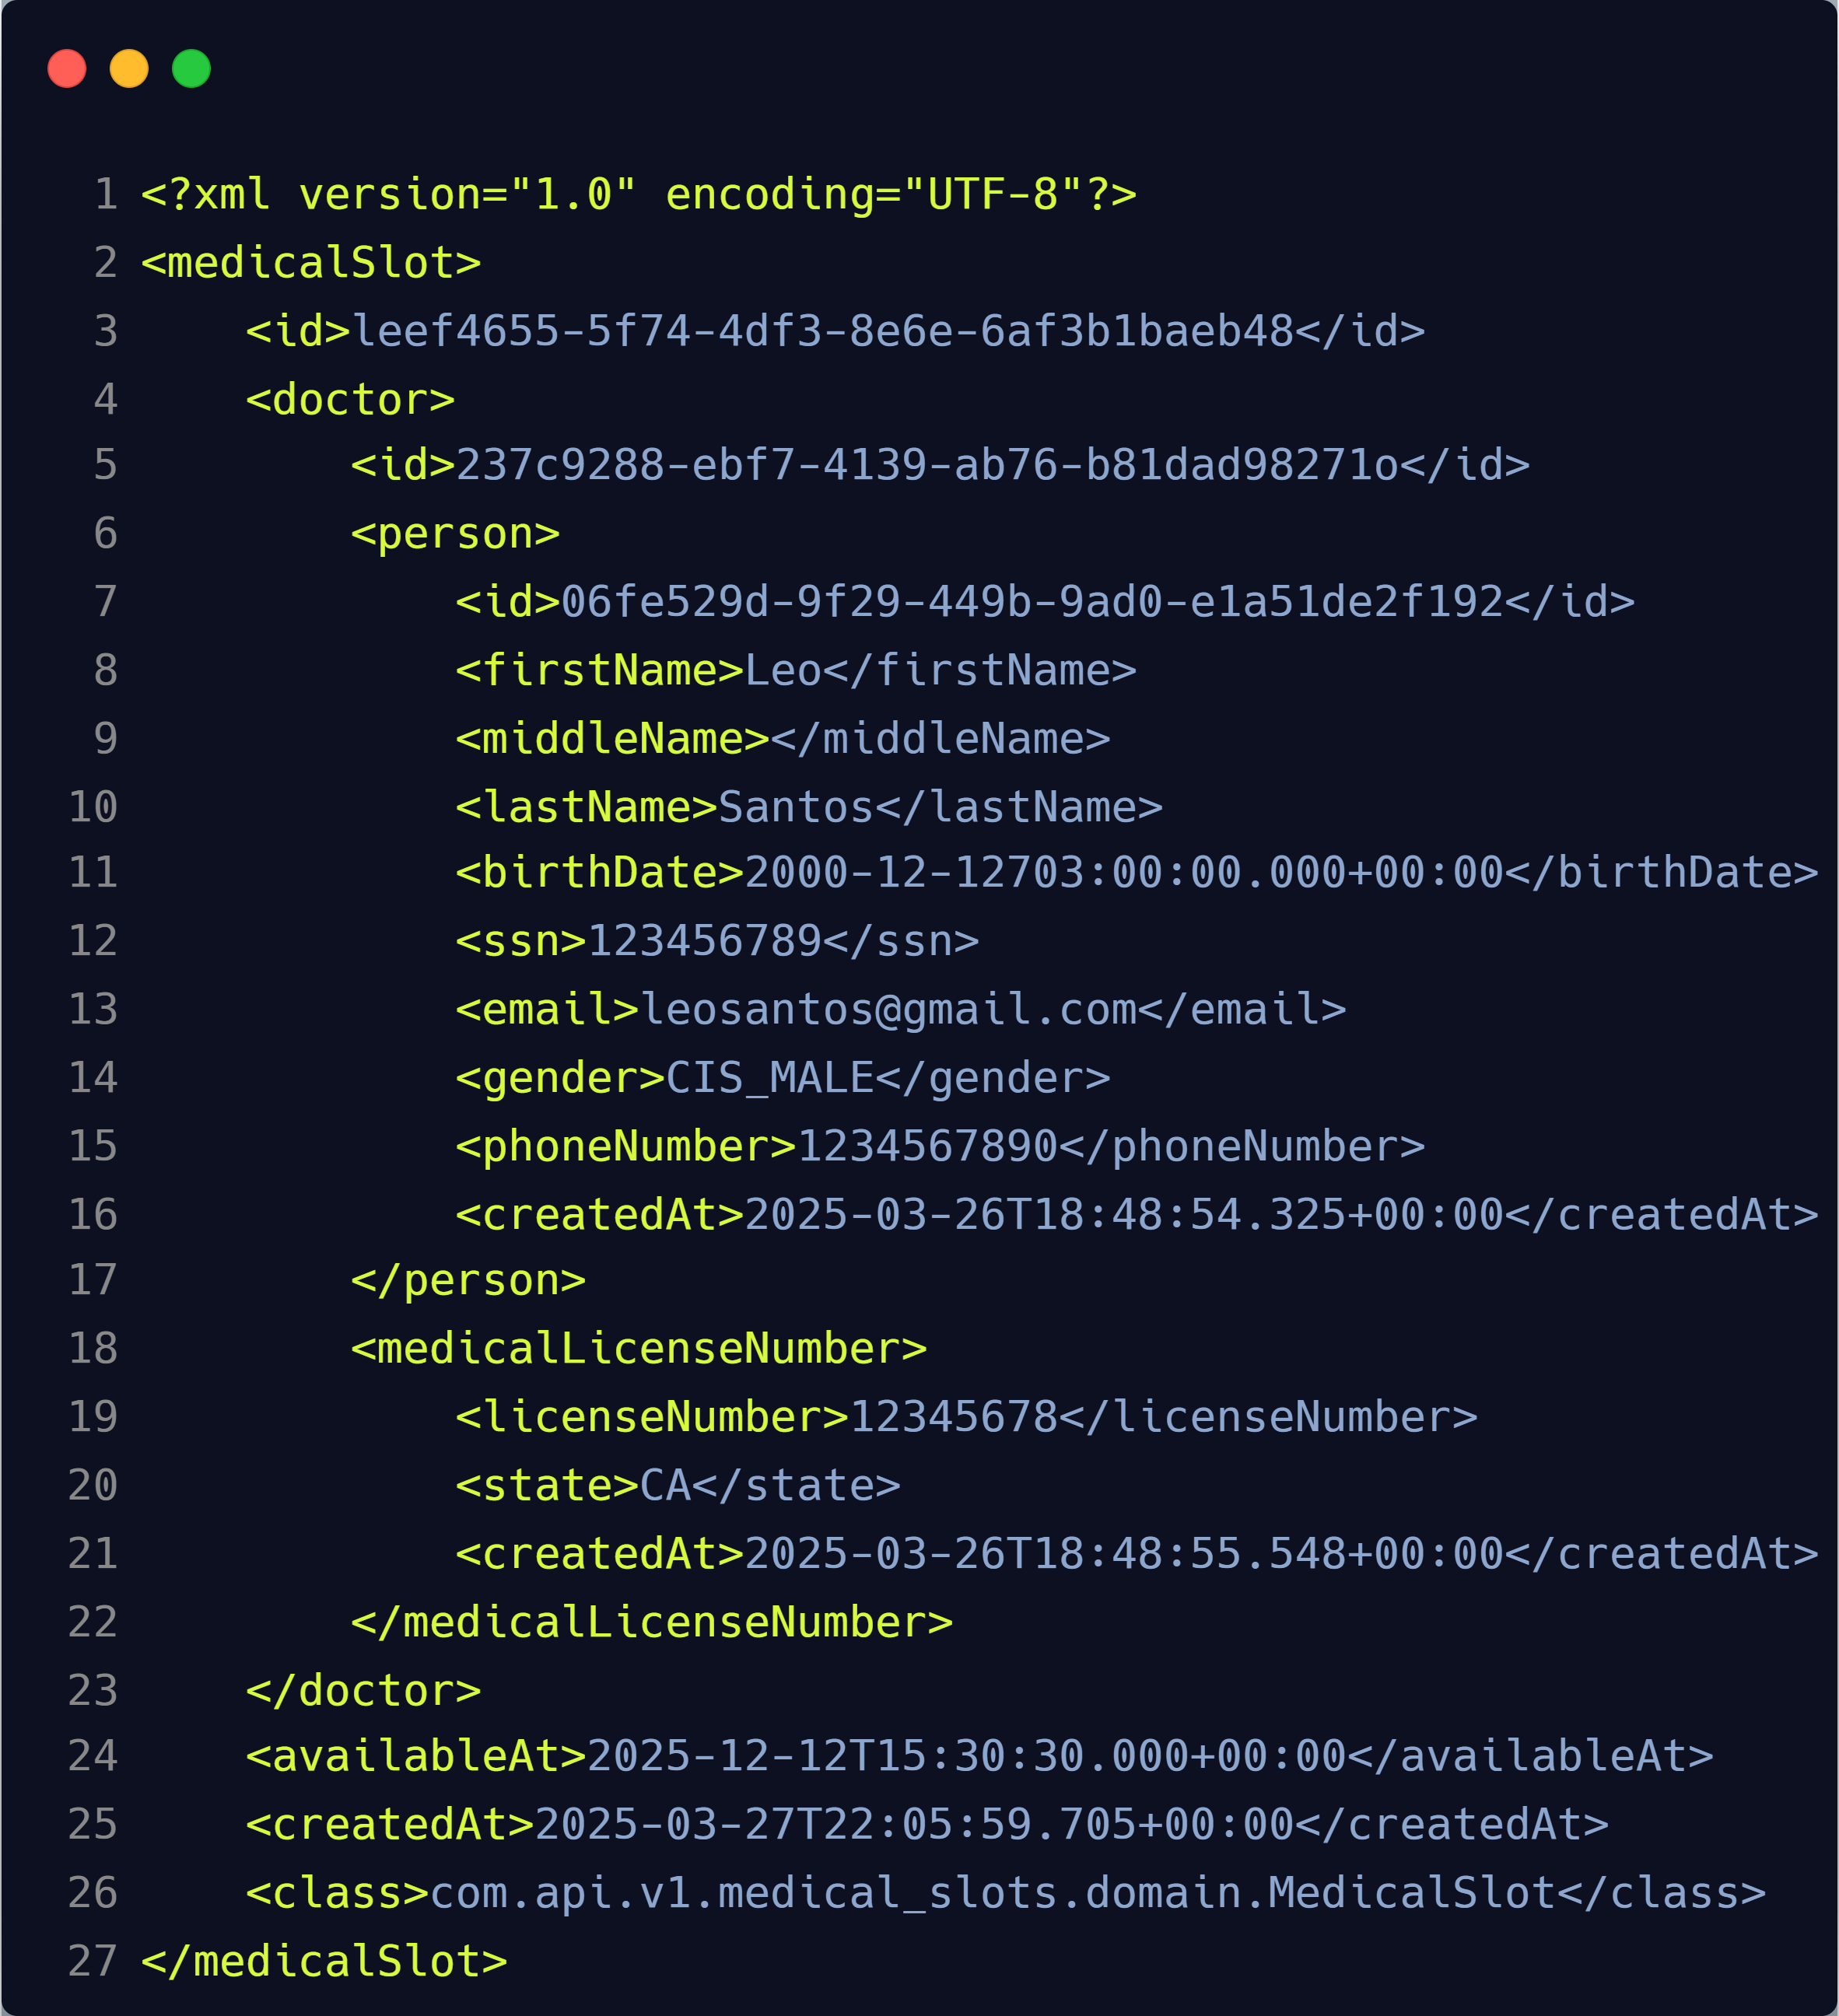 1 <?xml version="1.0" encoding="UTF-8"?>
2 <medicalSlot>
3     <id>leef4655-5f74-4df3-8e6e-6af3b1baeb48</id>
4     <doctor>
5         <id>237c9288-ebf7-4139-ab76-b81dad98271o</id>
6         <person>
7             <id>06fe529d-9f29-449b-9ad0-e1a51de2f192</id>
8             <firstName>Leo</firstName>
9             <middleName></middleName>
10             <lastName>Santos</lastName>
11             <birthDate>2000-12-12703:00:00.000+00:00</birthDate>
12             <ssn>123456789</ssn>
13             <email>leosantos@gmail.com</email>
14             <gender>CIS_MALE</gender>
15             <phoneNumber>1234567890</phoneNumber>
16             <createdAt>2025-03-26T18:48:54.325+00:00</createdAt>
17         </person>
18         <medicalLicenseNumber>
19             <licenseNumber>12345678</licenseNumber>
20             <state>CA</state>
21             <createdAt>2025-03-26T18:48:55.548+00:00</createdAt>
22         </medicalLicenseNumber>
23     </doctor>
24     <availableAt>2025-12-12T15:30:30.000+00:00</availableAt>
25     <createdAt>2025-03-27T22:05:59.705+00:00</createdAt>
26     <class>com.api.v1.medical_slots.domain.MedicalSlot</class>
27 </medicalSlot>